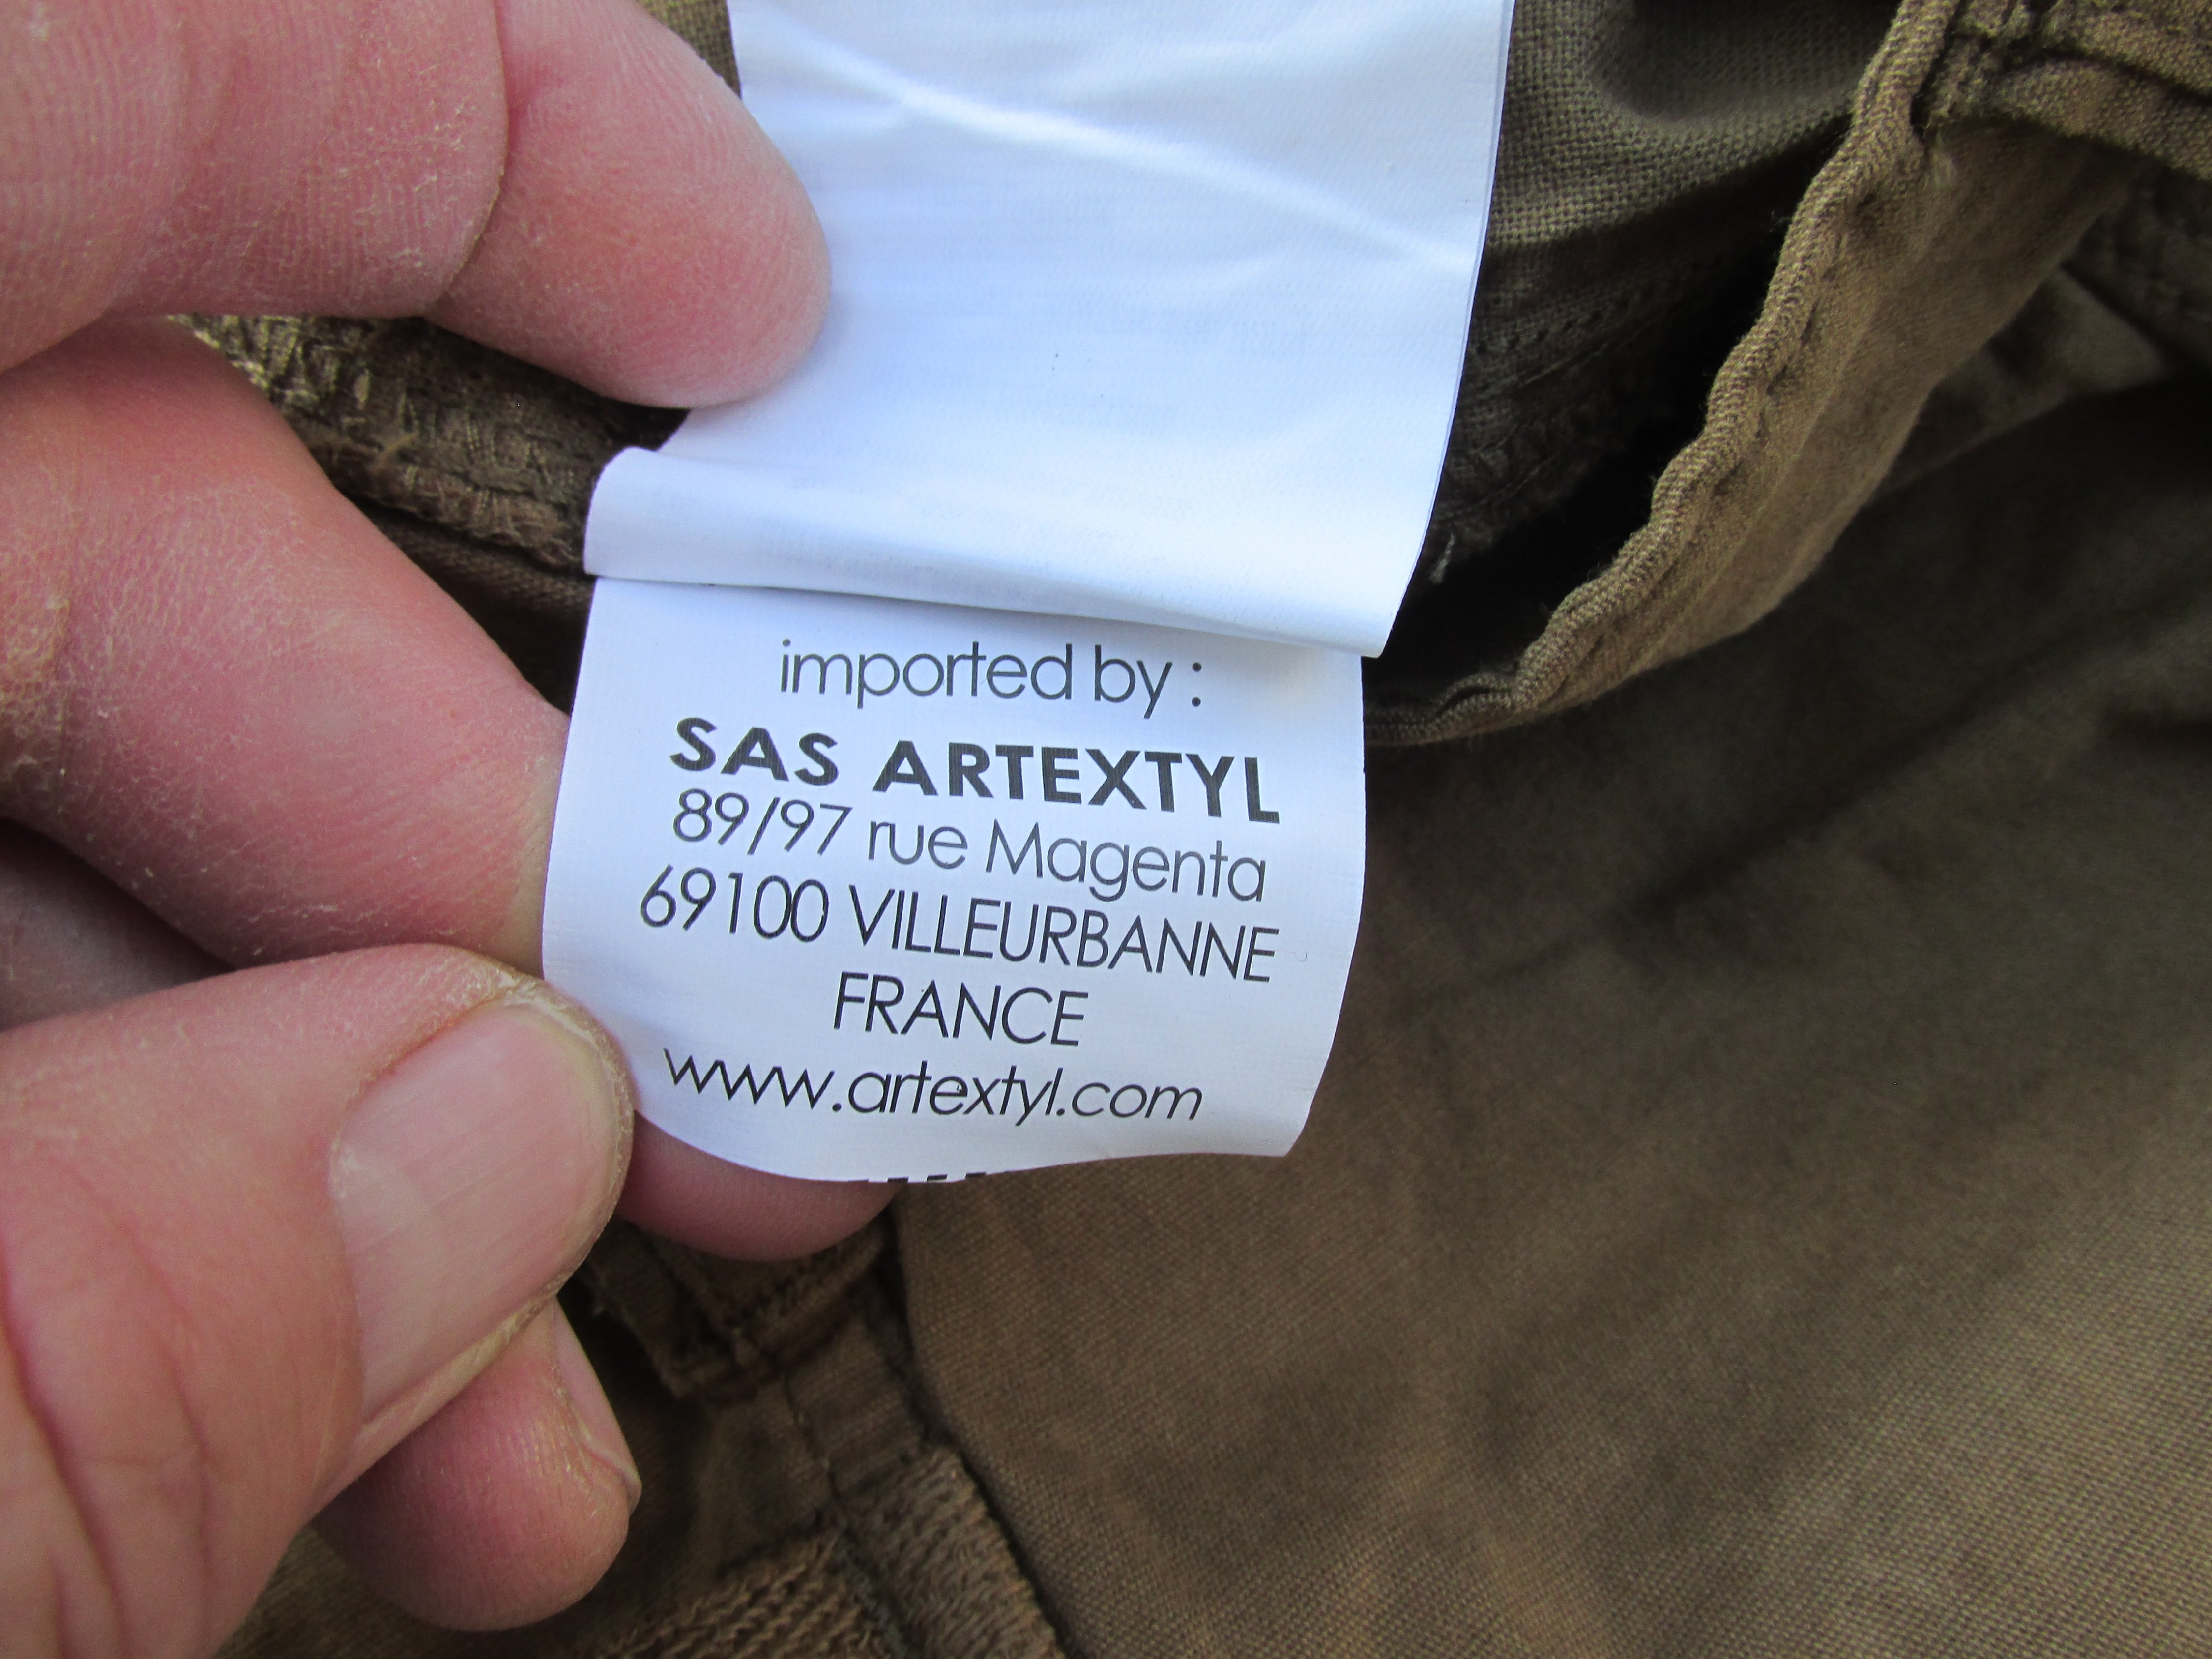 imported by :
SAS ARTEXTYL
89/97 rue Magenta
69100 VILLEURBANNE
FRANCE
www.artextyl.com